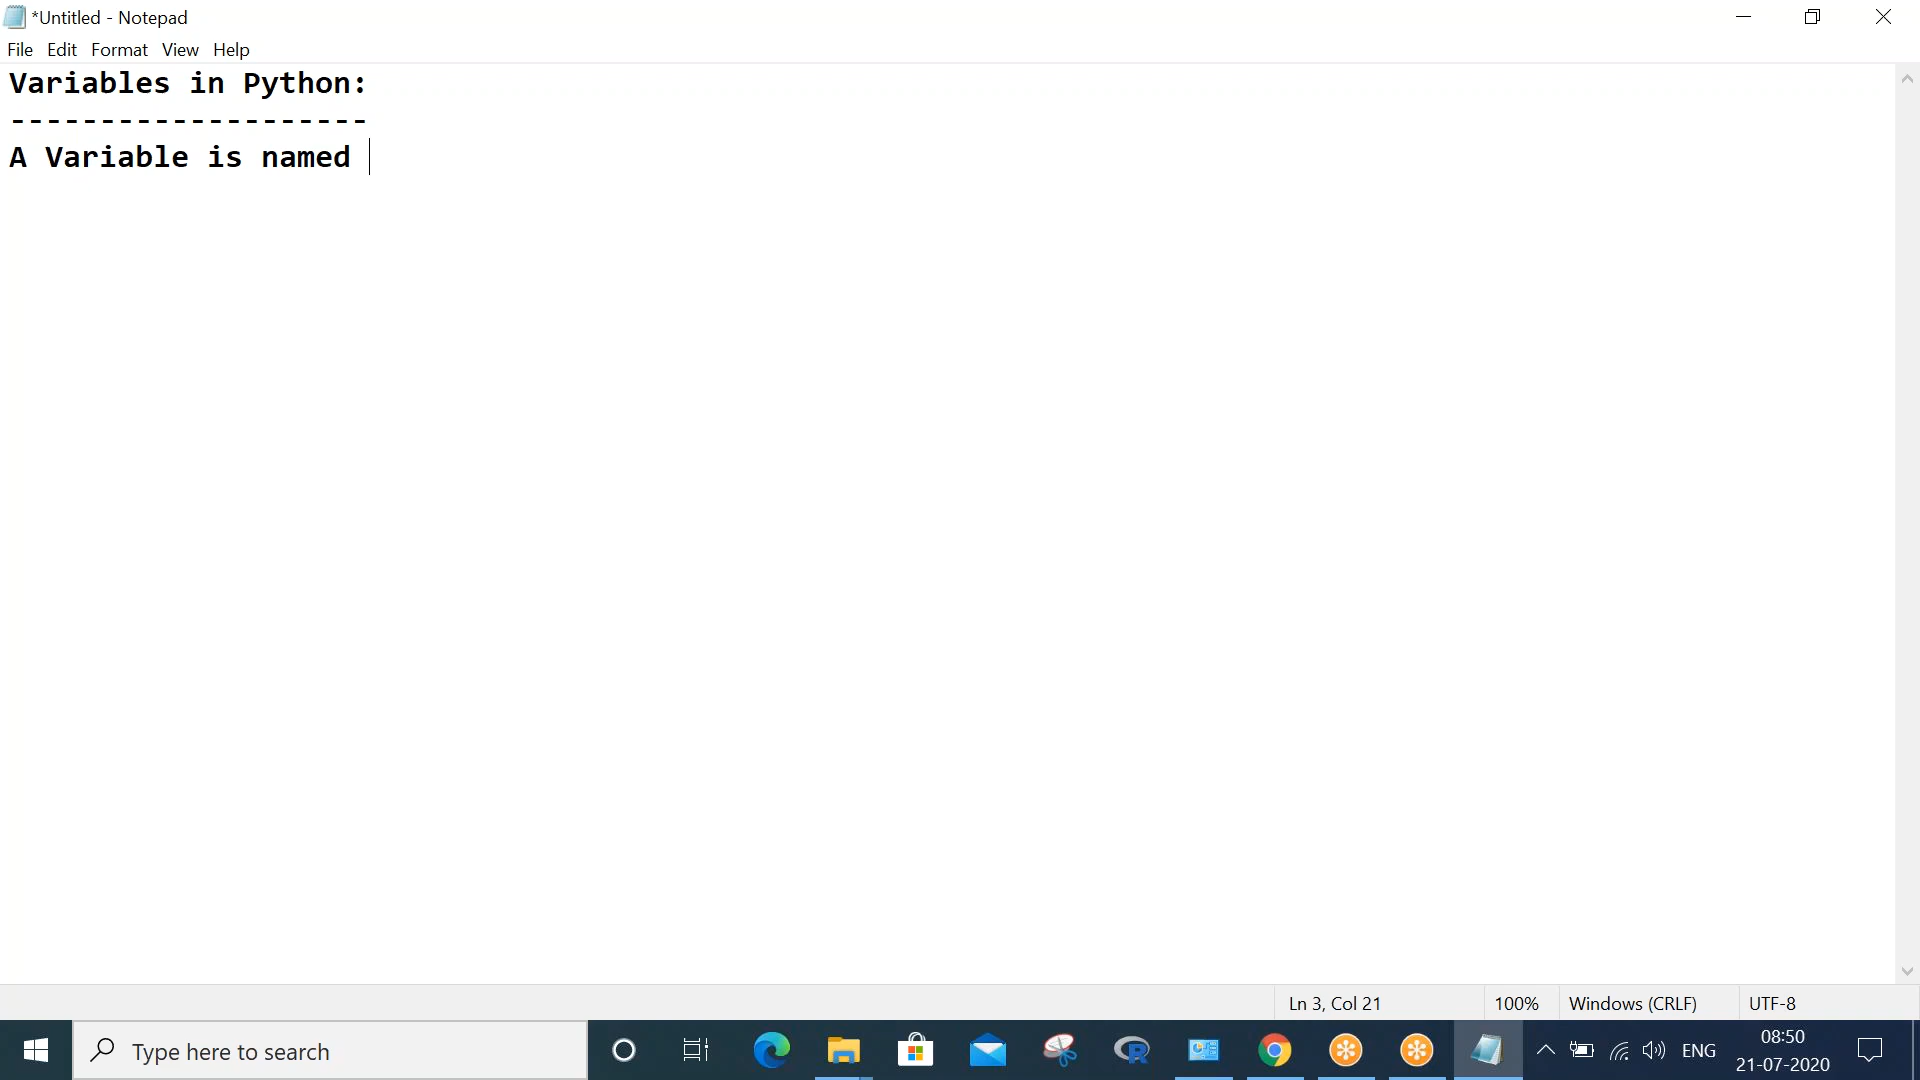 *Untitled - Notepad
File Edit Format View Help
Variables in Python:
--------------------
A Variable is named
Ln 3, Col 21 100% Windows (CRLF) UTF-8
Type here to search
ENG
08:50
21-07-2020